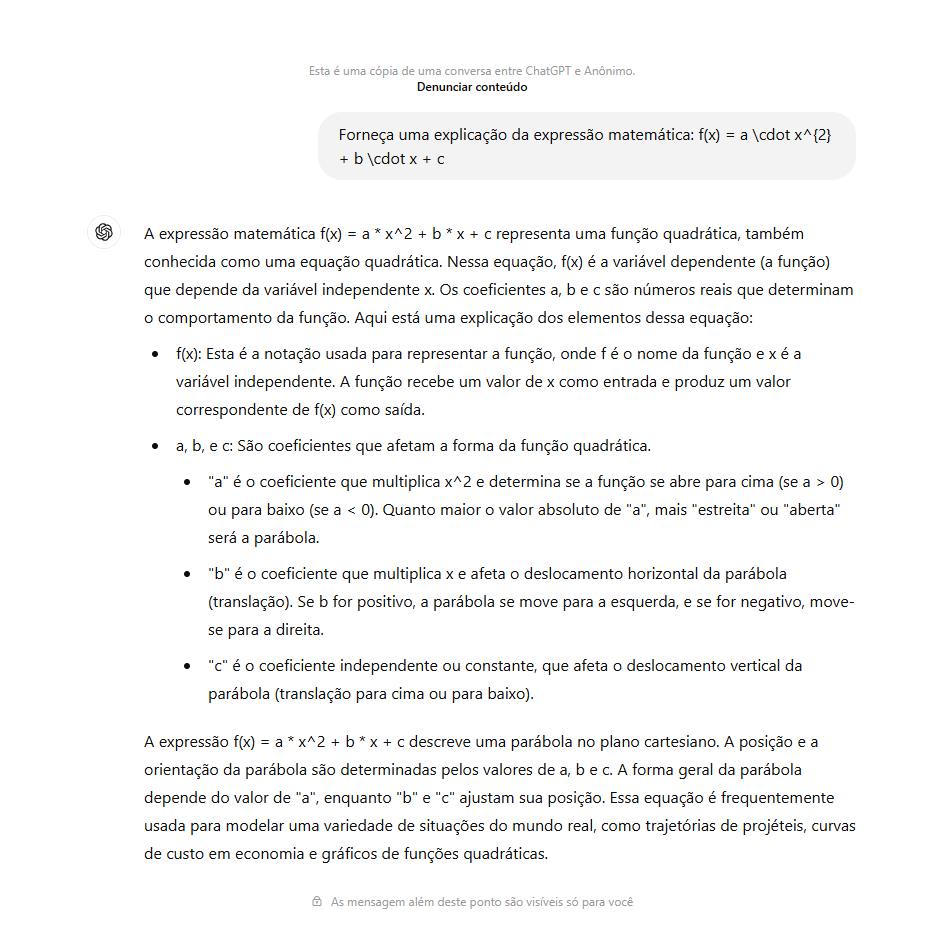 Esta é uma cópia de uma conversa entre ChatGPT e Anônimo.
Denunciar conteúdo
Forneça uma explicação da expressão matemática: f(x) = a \cdot x^{2}
+ b \cdot x + c
A expressão matemática f(x) = a * x^2 + b * x + c representa uma função quadrática, também
conhecida como uma equação quadrática. Nessa equação, f(x) é a variável dependente (a função)
que depende da variável independente x. Os coeficientes a, b e c são números reais que determinam
o comportamento da função. Aqui está uma explicação dos elementos dessa equação:
• f(x): Esta é a notação usada para representar a função, onde f é o nome da função e x é a
variável independente. A função recebe um valor de x como entrada e produz um valor
correspondente de f(x) como saída.
• a, b, e c: São coeficientes que afetam a forma da função quadrática.
• "a" é o coeficiente que multiplica x^2 e determina se a função se abre para cima (se a > 0)
ou para baixo (se a < 0). Quanto maior o valor absoluto de "a", mais "estreita" ou "aberta"
será a parábola.
• "b" é o coeficiente que multiplica x e afeta o deslocamento horizontal da parábola
(translação). Se b for positivo, a parábola se move para a esquerda, e se for negativo, move-
se para a direita.
• "c" é o coeficiente independente ou constante, que afeta o deslocamento vertical da
parábola (translação para cima ou para baixo).
A expressão f(x) = a * x^2 + b * x + c descreve uma parábola no plano cartesiano. A posição e a
orientação da parábola são determinadas pelos valores de a, b e c. A forma geral da parábola
depende do valor de "a", enquanto "b" e "c" ajustam sua posição. Essa equação é frequentemente
usada para modelar uma variedade de situações do mundo real, como trajetórias de projéteis, curvas
de custo em economia e gráficos de funções quadráticas.
As mensagem além deste ponto são visíveis só para você